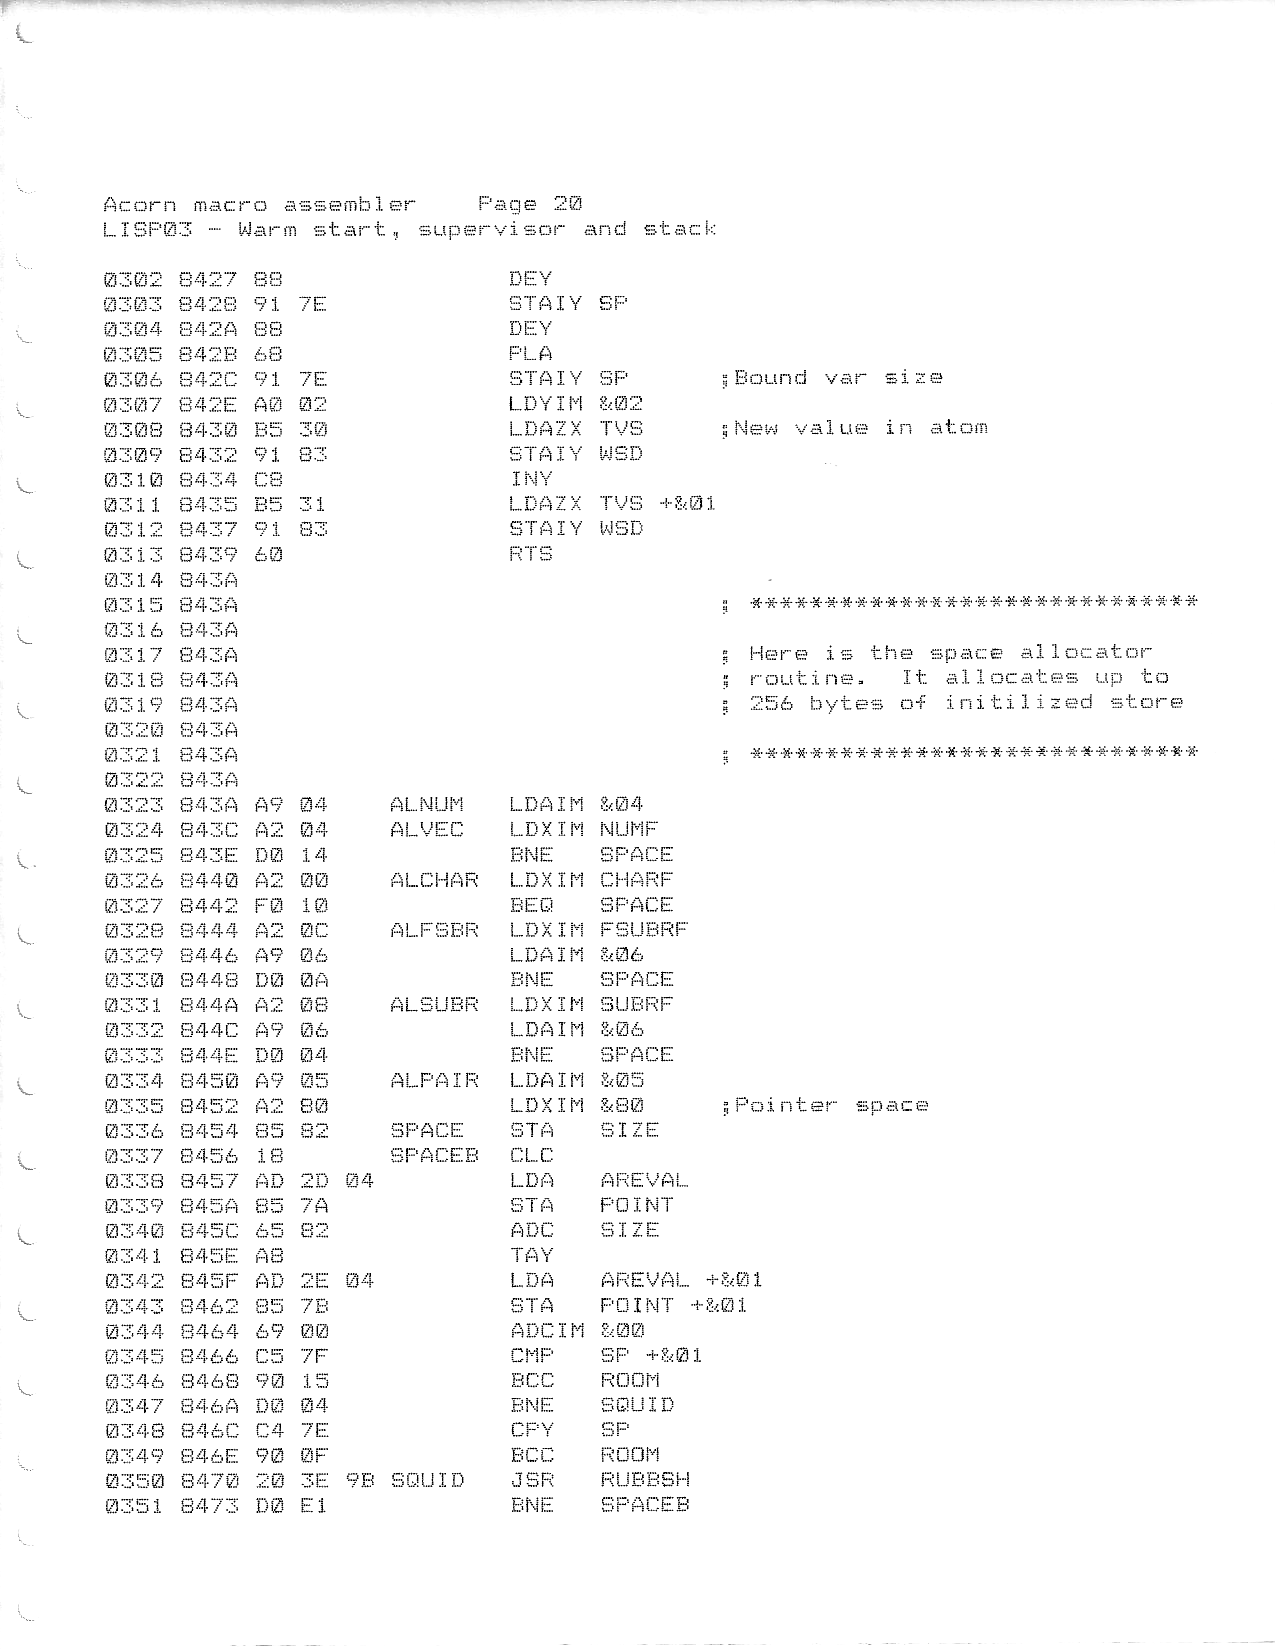 Acorn macro assembler    Page 20
LISP03 - Warm start, supervisor and stack
0302 8427 88               DEY
0303 8428 91 7E            STAIY SP
0304 842A 88               DEY
0305 842B 68               PLA
0306 842C 91 7E            STAIY SP      ;Bound var size
0307 842E A0 02            LDYIM &02
0308 8430 B5 30            LDAZX TVS     ;New value in atom
0309 8432 91 83            STAIY WSD
0310 8434 C8               INY
0311 8435 B5 31            LDAZX TVS +&01
0312 8437 91 83            STAIY WSD
0313 8439 60               RTS
0314 843A
0315 843A                                ; ******************************
0316 843A
0317 843A                                ; Here is the space allocator
0318 843A                                ; routine.  It allocates up to
0319 843A                                ; 256 bytes of initilized store
0320 843A
0321 843A                                ; ******************************
0322 843A
0323 843A A9 04    ALNUM   LDAIM &04
0324 843C A2 04    ALVEC   LDXIM NUMF
0325 843E D0 14            BNE   SPACE
0326 8440 A2 00    ALCHAR  LDXIM CHARF
0327 8442 F0 10            BEQ   SPACE
0328 8444 A2 0C    ALFSBR  LDXIM FSUBRF
0329 8446 A9 06            LDAIM &06
0330 8448 D0 0A            BNE   SPACE
0331 844A A2 08    ALSUBR  LDXIM SUBRF
0332 844C A9 06            LDAIM &06
0333 844E D0 04            BNE   SPACE
0334 8450 A9 05    ALPAIR  LDAIM &05
0335 8452 A2 80            LDXIM &80     ;Pointer space
0336 8454 85 82    SPACE   STA   SIZE
0337 8456 18       SPACEB  CLC
0338 8457 AD 2D 04         LDA   AREVAL
0339 845A 85 7A            STA   POINT
0340 845C 65 82            ADC   SIZE
0341 845E A8               TAY
0342 845F AD 2E 04         LDA   AREVAL +&01
0343 8462 85 7B            STA   POINT +&01
0344 8464 69 00            ADCIM &00
0345 8466 C5 7F            CMP   SP +&01
0346 8468 90 15            BCC   ROOM
0347 846A D0 04            BNE   SQUID
0348 846C C4 7E            CPY   SP
0349 846E 90 0F            BCC   ROOM
0350 8470 20 3E 9B SQUID   JSR   RUBBSH
0351 8473 D0 E1            BNE   SPACEB